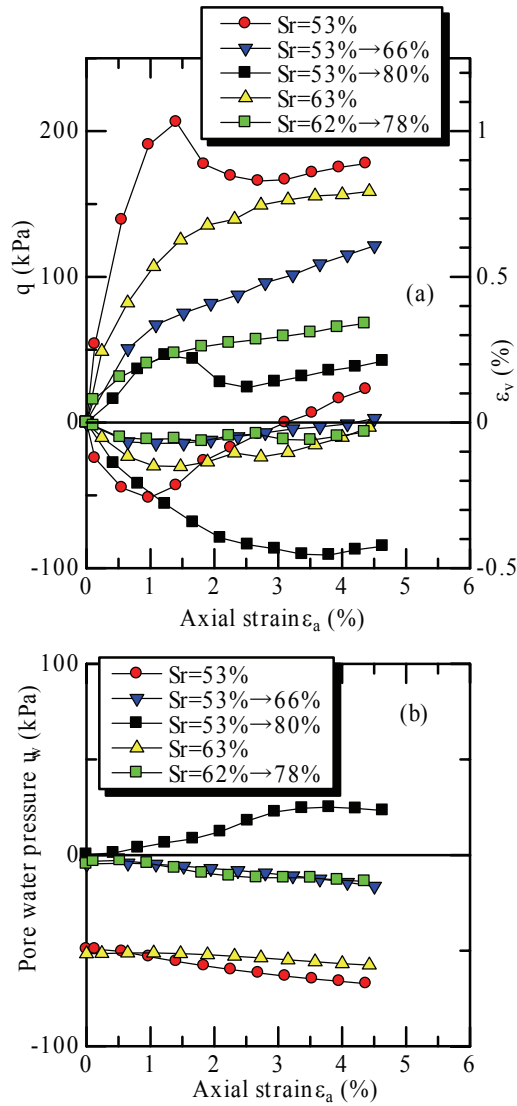 Sr=53%
Sr=53%→66%
Sr=53%→80%
Sr=63%
Sr=62%→78%
200
100
0
-100
q (kPa)
1
0.5
0
-0.5
εv
(a)
0 1 2 3 4 5 6
Axial strain εa (%)
Sr=53%
Sr=53%→66%
Sr=53%→80%
Sr=63%
Sr=62%→78%
(b)
100
0
-100
Pore water pressure uw (kPa)
0 1 2 3 4 5 6
Axial strain εa (%)